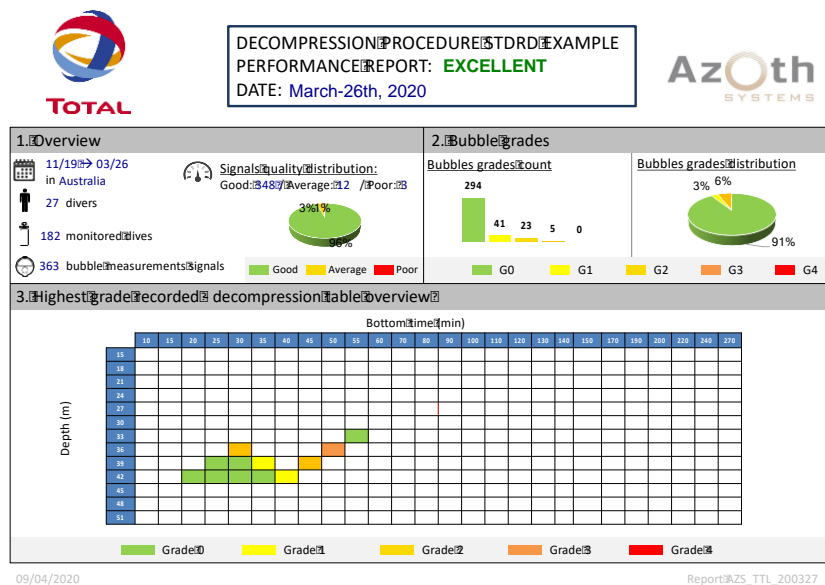 TOTAL
DECOMPRESSION PROCEDURE STDRD EXAMPLE
PERFORMANCE REPORT: EXCELLENT
DATE: March-26th, 2020
AzOth
SYSTEMS
1. Overview
11/19 → 03/26
in Australia
27 divers
182 monitored dives
363 bubble measurements signals
Signals quality distribution:
Good: 348 / Average: 12 / Poor: 3
3% 1%
96%
Good Average Poor
2. Bubble grades
Bubbles grades count
294
41 23 5 0
Bubbles grades distribution
3% 6%
91%
G0 G1 G2 G3 G4
3. Highest grade recorded - decompression table overview
Bottom time (min)
10 15 20 25 30 35 40 45 50 55 60 70 80 90 100 110 120 130 140 150 170 190 200 220 240 270
Depth (m)
15
18
21
24
27
30
33
36
39
42
45
48
51
Grade 0 Grade 1 Grade 2 Grade 3 Grade 4
09/04/2020 Report AZS_TTL_200327